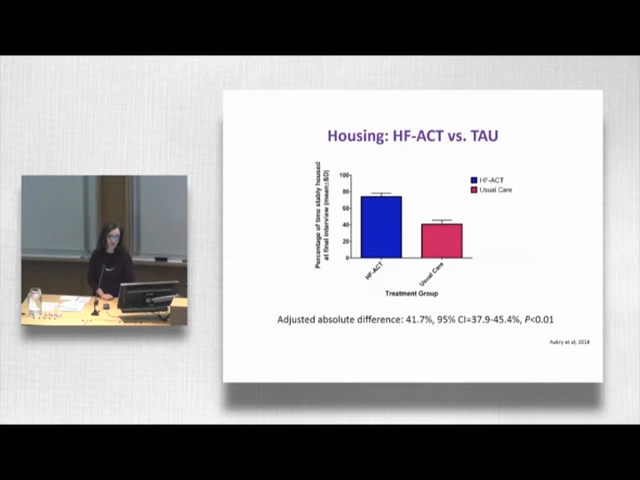 Housing: HF-ACT vs. TAU
Percentage of time stably housed
at final interview (mean±SD)
100
80
60
40
20
0
HF-ACT
Usual Care
HF-ACT
Usual Care
Treatment Group
Adjusted absolute difference: 41.7%, 95% CI=37.9-45.4%, P<0.01
Aubry et al, 2016